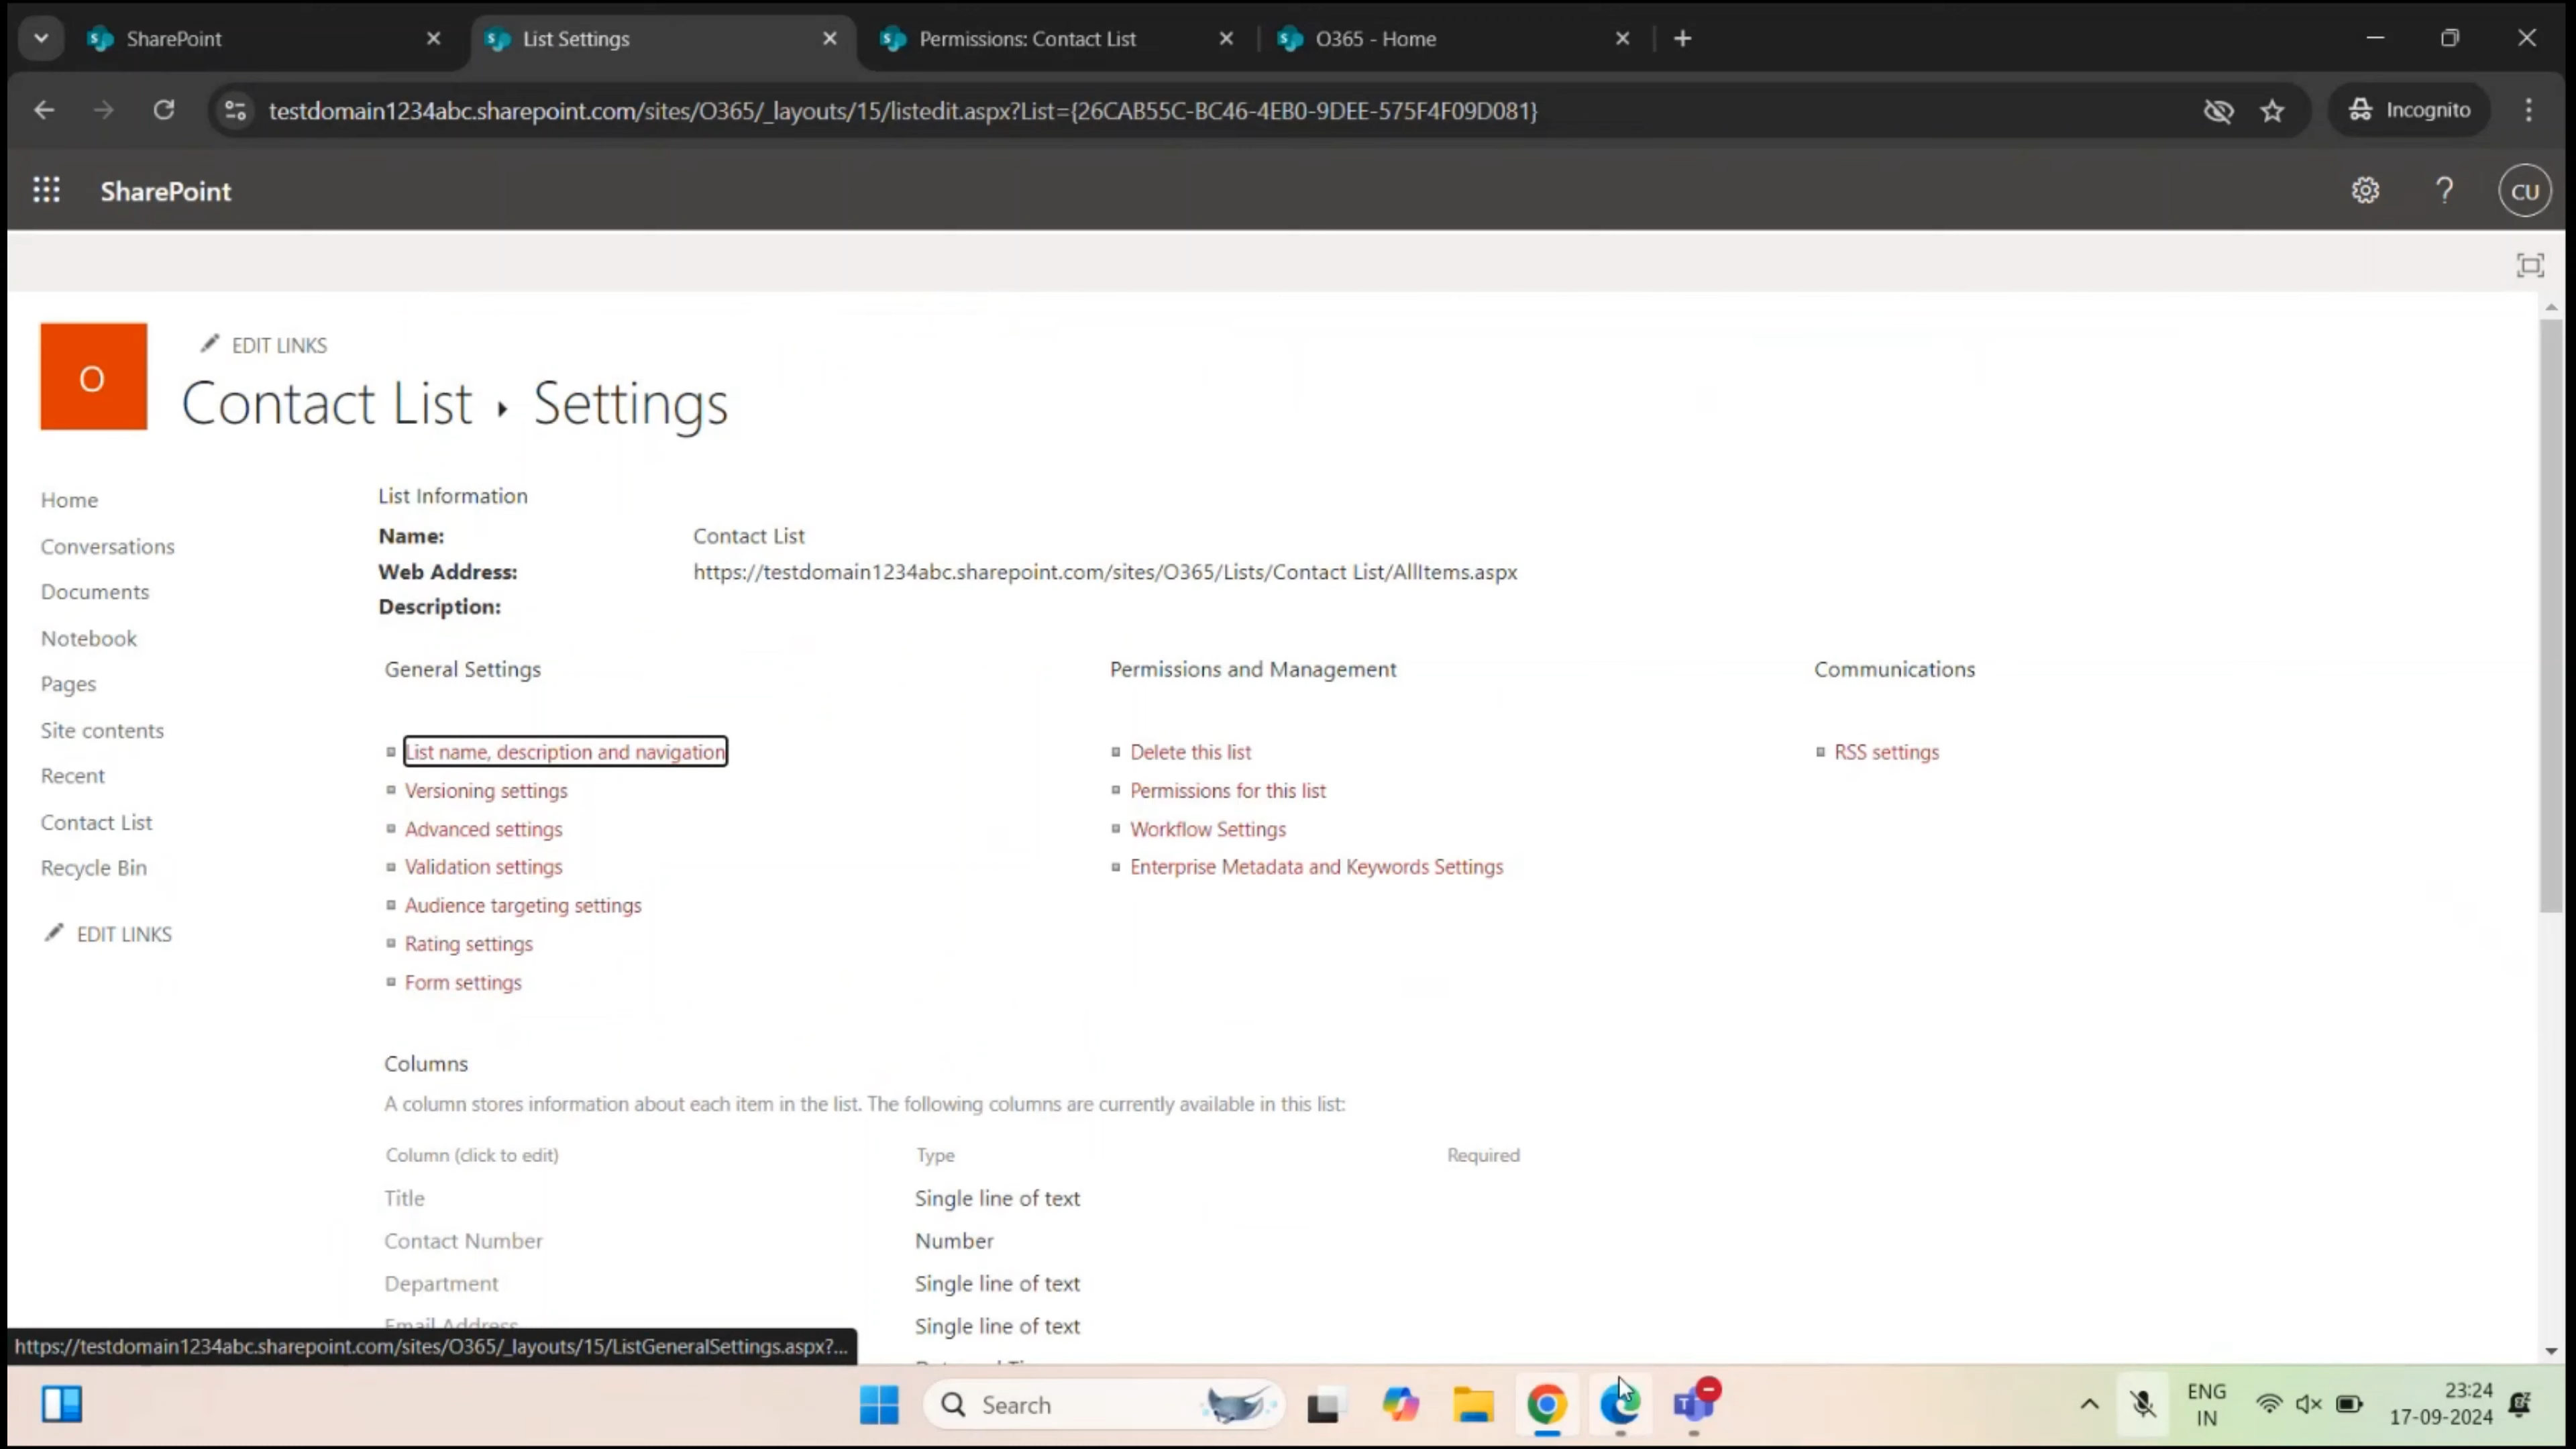 SharePoint
List Settings
Permissions: Contact List
O365 - Home
testdomain1234abc.sharepoint.com/sites/O365/_layouts/15/listedit.aspx?List={26CAB55C-BC46-4EB0-9DEE-575F4F09D081}
Incognito
SharePoint
?
CU
O
EDIT LINKS
Contact List ▸ Settings
Home
Conversations
Documents
Notebook
Pages
Site contents
Recent
Contact List
Recycle Bin
EDIT LINKS
List Information
Name: Contact List
Web Address: https://testdomain1234abc.sharepoint.com/sites/O365/Lists/Contact List/AllItems.aspx
Description:
General Settings
List name, description and navigation
Versioning settings
Advanced settings
Validation settings
Audience targeting settings
Rating settings
Form settings
Permissions and Management
Delete this list
Permissions for this list
Workflow Settings
Enterprise Metadata and Keywords Settings
Communications
RSS settings
Columns
A column stores information about each item in the list. The following columns are currently available in this list:
Column (click to edit) Type Required
Title Single line of text
Contact Number Number
Department Single line of text
Email Address Single line of text
https://testdomain1234abc.sharepoint.com/sites/O365/_layouts/15/ListGeneralSettings.aspx?...
Search
ENG
IN
23:24
17-09-2024